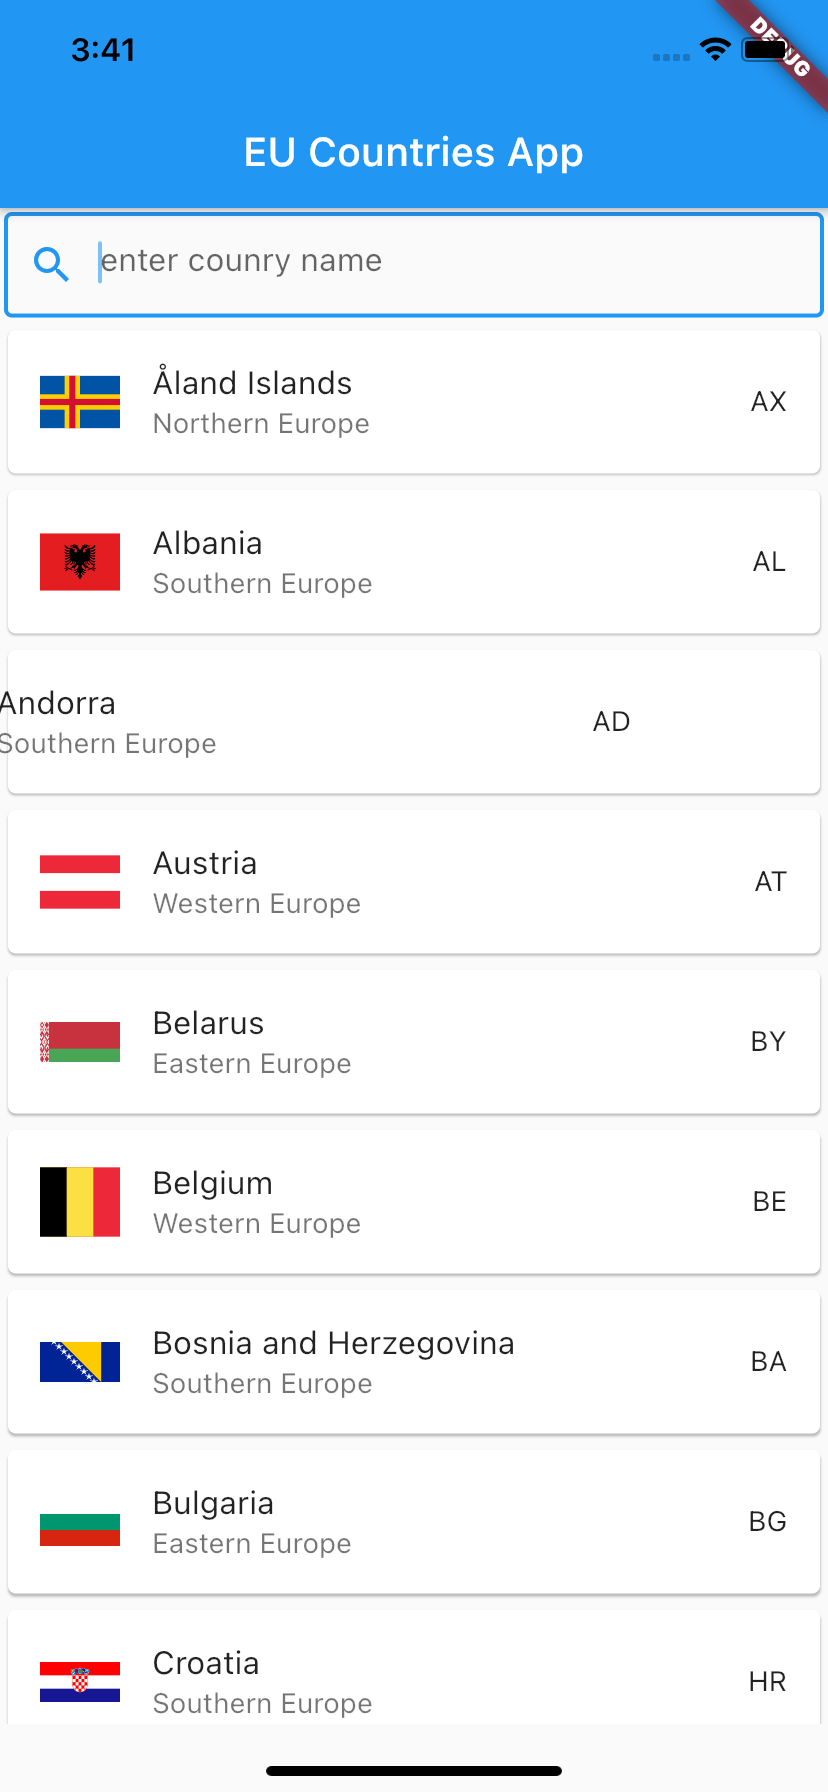 3:41
DEBUG
EU Countries App
enter counry name
Åland Islands
Northern Europe
AX
Albania
Southern Europe
AL
Andorra
Southern Europe
AD
Austria
Western Europe
AT
Belarus
Eastern Europe
BY
Belgium
Western Europe
BE
Bosnia and Herzegovina
Southern Europe
BA
Bulgaria
Eastern Europe
BG
Croatia
Southern Europe
HR